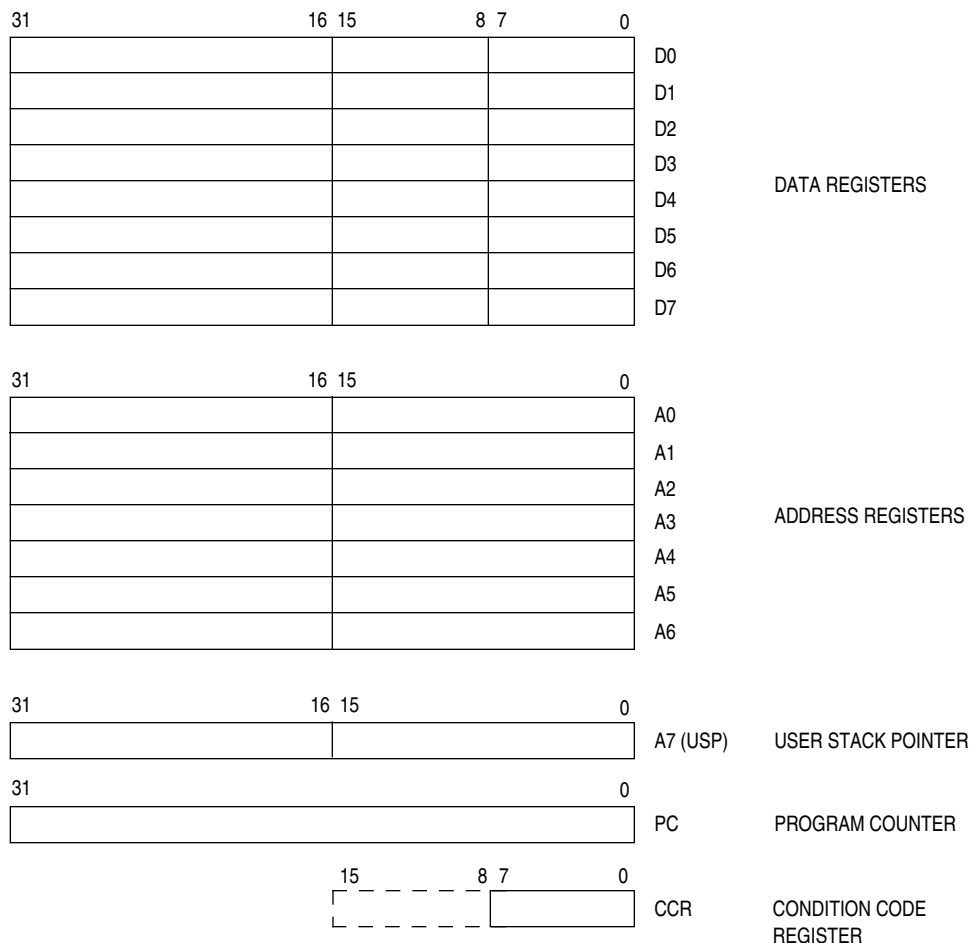 31 16 15 8 7 0
D0
D1
D2
D3
D4 DATA REGISTERS
D5
D6
D7
31 16 15 0
A0
A1
A2
A3 ADDRESS REGISTERS
A4
A5
A6
31 16 15 0
A7 (USP) USER STACK POINTER
31 0
PC PROGRAM COUNTER
15 8 7 0
CCR CONDITION CODE
REGISTER